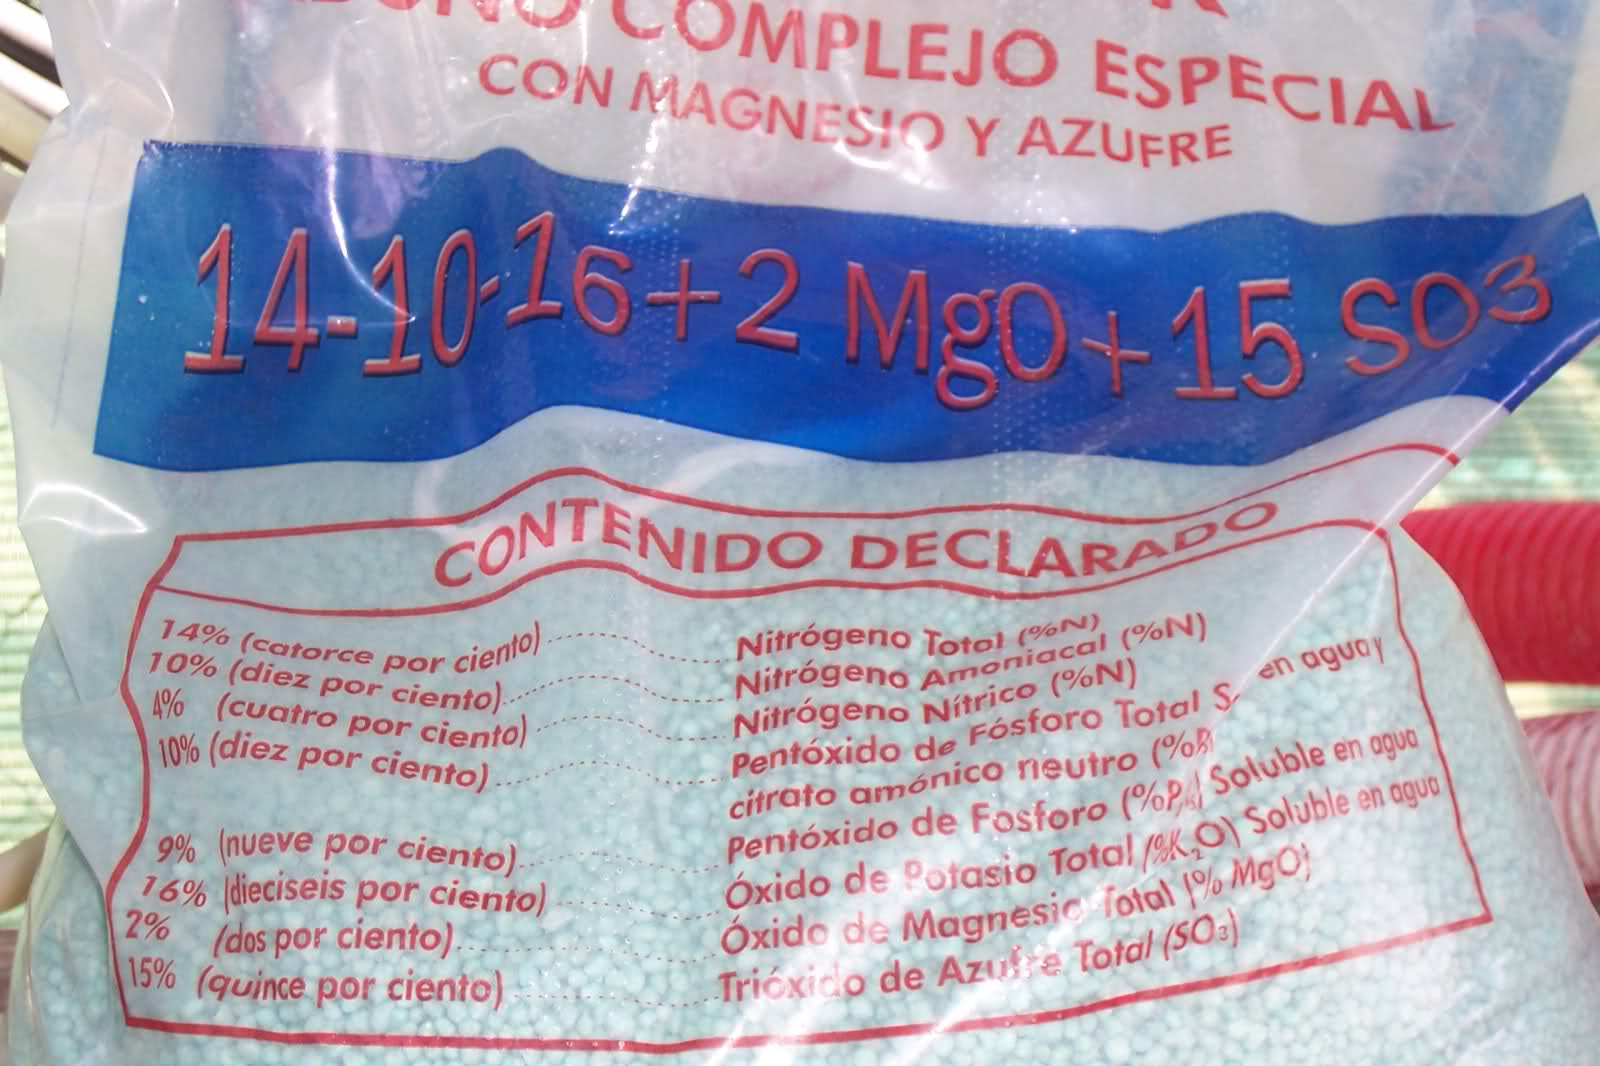 COMPLEJO ESPECIAL
CON MAGNESIO Y AZUFRE
14-10-16+2 MgO+15 SO3
CONTENIDO DECLARADO
14% (catorce por ciento) Nitrógeno Total (%N)
10% (diez por ciento) Nitrógeno Amoniacal (%N)
4% (cuatro por ciento) Nitrógeno Nítrico (%N)
10% (diez por ciento) Pentóxido de Fósforo Total S. en agua y
citrato amónico neutro
9% (nueve por ciento) Pentóxido de Fosforo Soluble en agua
16% (dieciseis por ciento) Óxido de Potasio Total (%K2O) Soluble en agua
2% (dos por ciento) Óxido de Magnesio Total (% MgO)
15% (quince por ciento) Trióxido de Azufre Total (SO3)